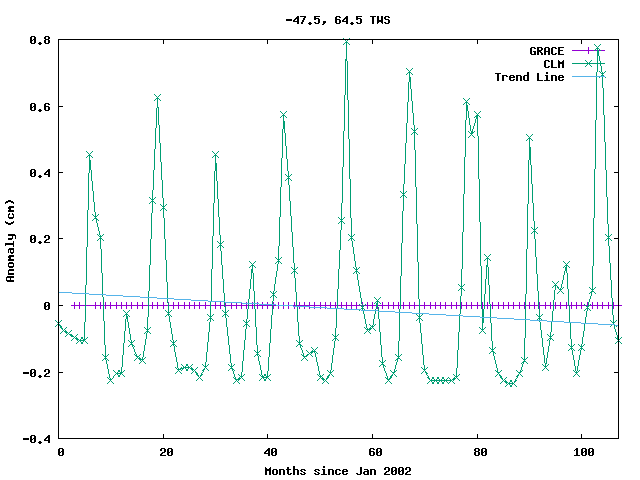 -47.5, 64.5 TWS
GRACE
CLM
Trend Line
Anomaly (cm)
0.8
0.6
0.4
0.2
0
-0.2
-0.4
0 20 40 60 80 100
Months since Jan 2002